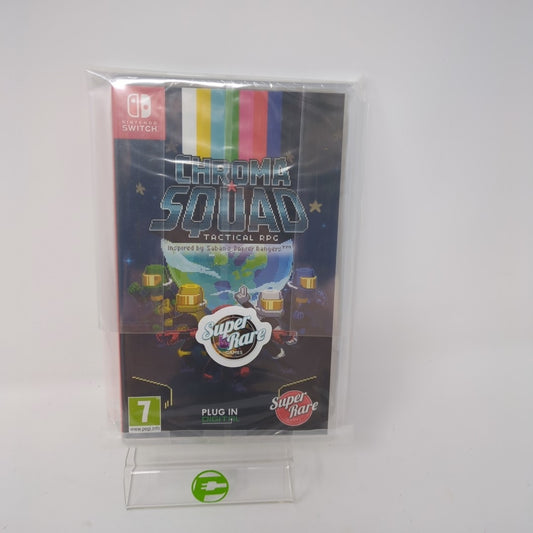 NINTENDO
SWITCH
CHROMA
SQUAD
TACTICAL RPG
Inspired by Saban's Power Rangers™
Super
Rare
GAMES
7
www.pegi.info
PLUG IN
DIGITAL
Super
Rare
GAMES